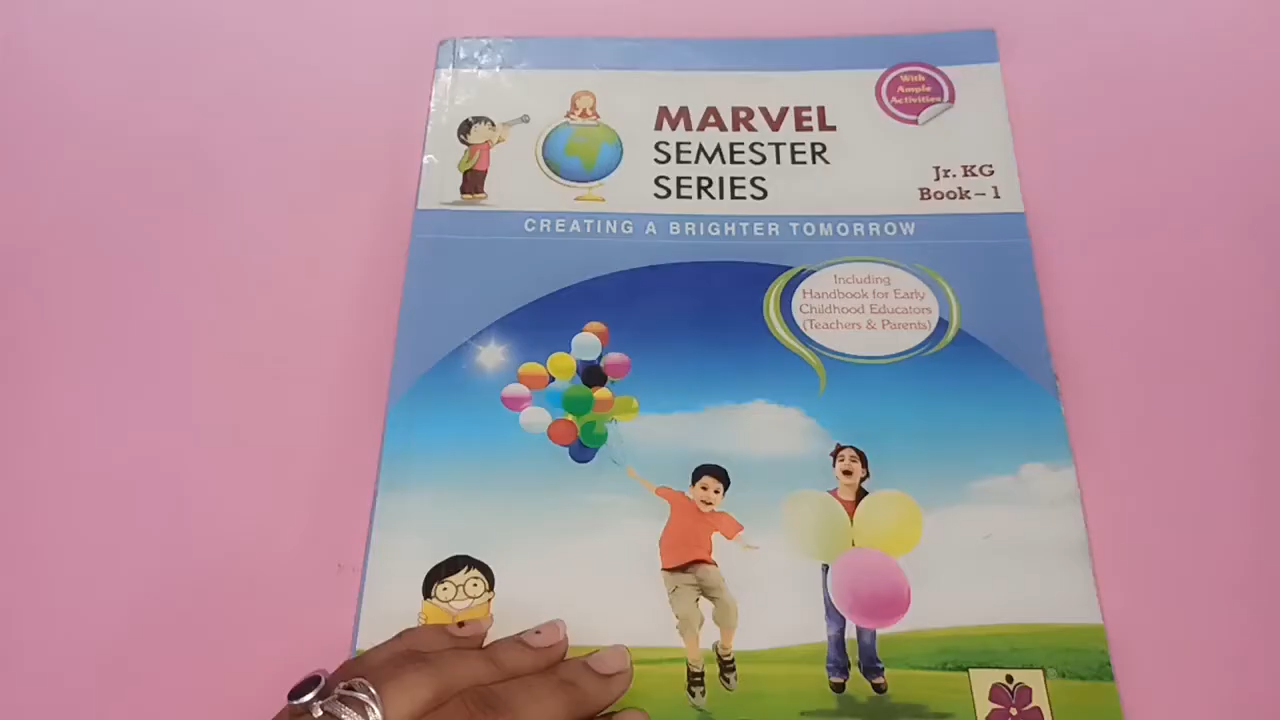 With
Ample
Activities
MARVEL
SEMESTER
SERIES
Jr. KG
Book – 1
CREATING A BRIGHTER TOMORROW
Including
Handbook for Early
Childhood Educators
(Teachers & Parents)
®